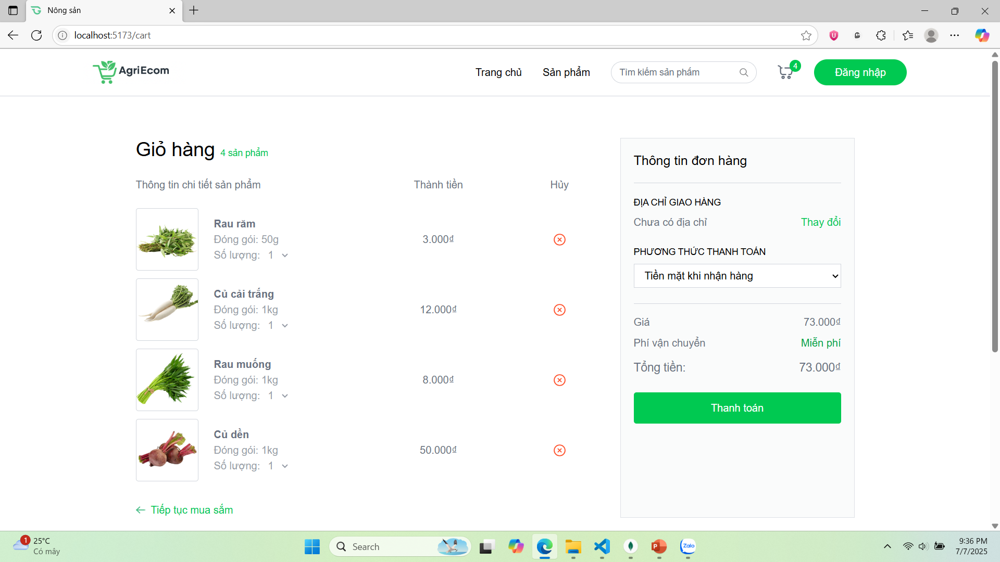 Nông sản
localhost:5173/cart
AgriEcom
Trang chủ
Sản phẩm
Tìm kiếm sản phẩm
4
Đăng nhập
Giỏ hàng 4 sản phẩm
Thông tin chi tiết sản phẩm
Thành tiền
Hủy
Rau răm
Đóng gói: 50g
Số lượng: 1
3.000₫
Củ cải trắng
Đóng gói: 1kg
Số lượng: 1
12.000₫
Rau muống
Đóng gói: 1kg
Số lượng: 1
8.000₫
Củ dền
Đóng gói: 1kg
Số lượng: 1
50.000₫
Tiếp tục mua sắm
Thông tin đơn hàng
ĐỊA CHỈ GIAO HÀNG
Chưa có địa chỉ
Thay đổi
PHƯƠNG THỨC THANH TOÁN
Tiền mặt khi nhận hàng
Giá
73.000₫
Phí vận chuyển
Miễn phí
Tổng tiền:
73.000₫
Thanh toán
1
25°C
Có mây
Search
Zalo
9:36 PM
7/7/2025